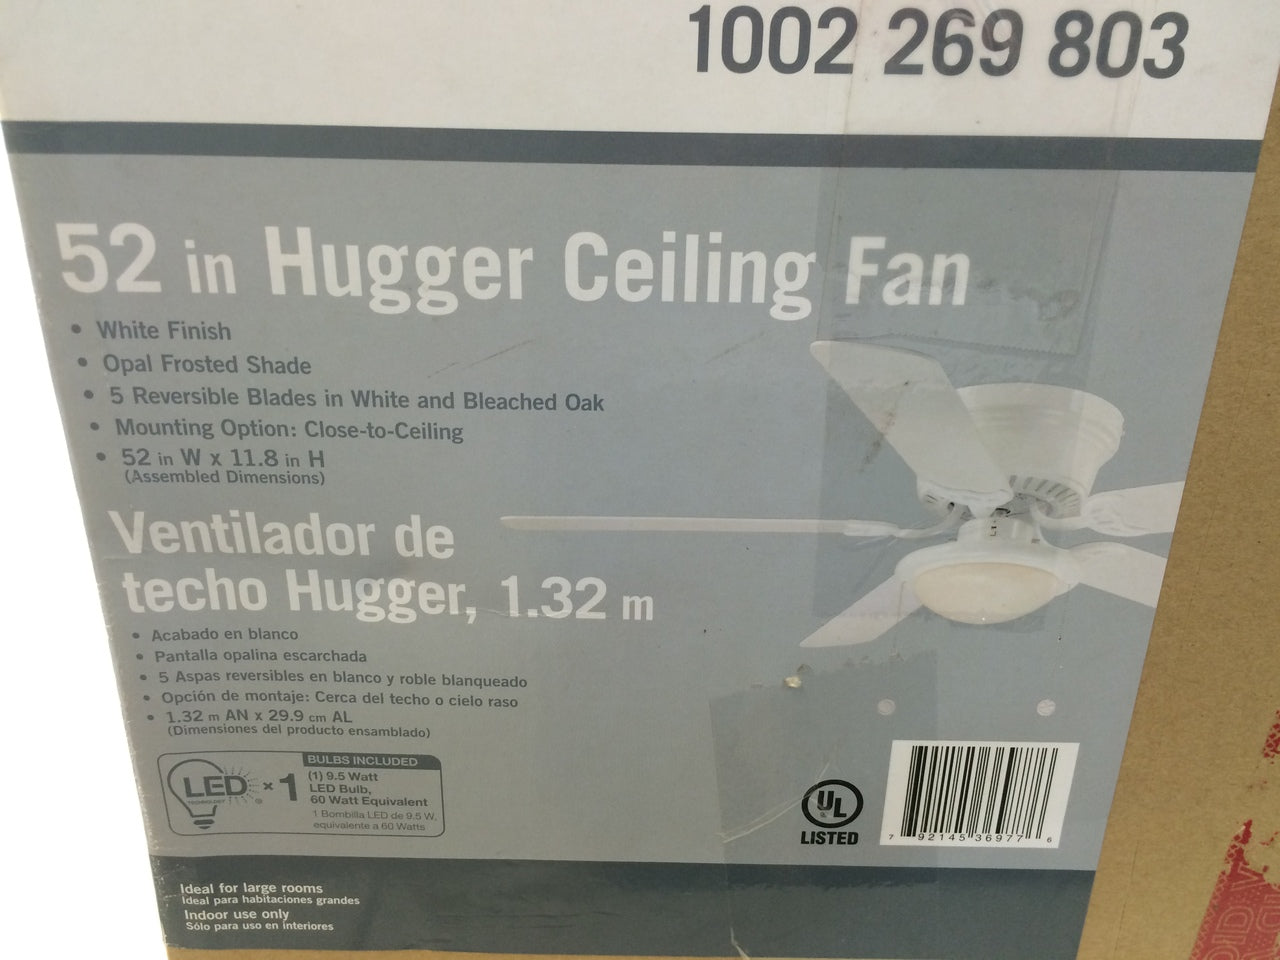 1002 269 803
52 in Hugger Ceiling Fan
• White Finish
• Opal Frosted Shade
• 5 Reversible Blades in White and Bleached Oak
• Mounting Option: Close-to-Ceiling
• 52 in W x 11.8 in H
(Assembled Dimensions)
Ventilador de
techo Hugger, 1.32 m
• Acabado en blanco
• Pantalla opalina escarchada
• 5 Aspas reversibles en blanco y roble blanqueado
• Opción de montaje: Cerca del techo o cielo raso
• 1.32 m AN x 29.9 cm AL
(Dimensiones del producto ensamblado)
LED x 1
TECHNOLOGY
BULBS INCLUDED
(1) 9.5 Watt
LED Bulb,
60 Watt Equivalent
1 Bombilla LED de 9.5 W,
equivalente a 60 Watts
UL
LISTED
7 92145 36977 6
Ideal for large rooms
Ideal para habitaciones grandes
Indoor use only
Sólo para uso en interiores